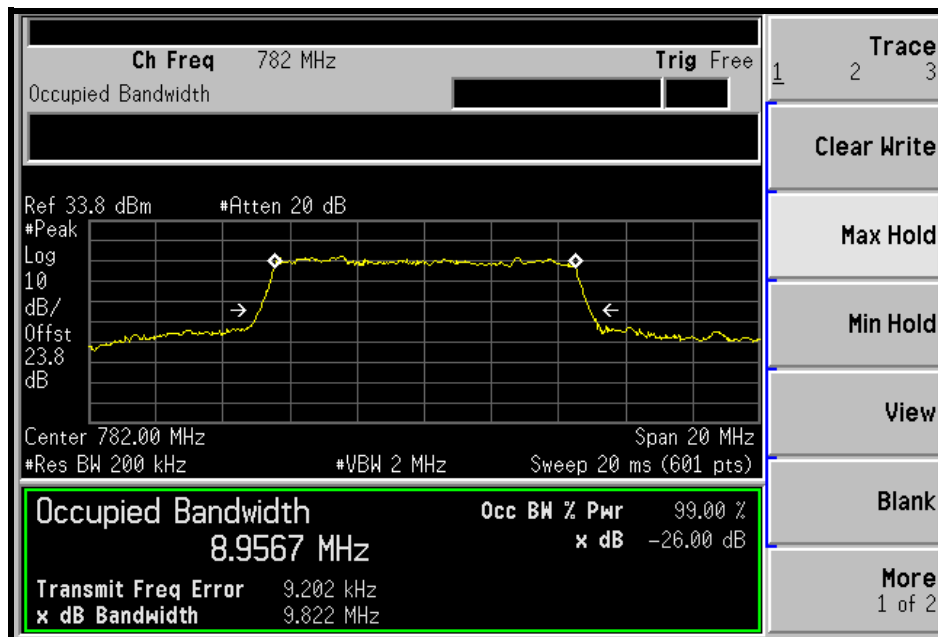 Ch Freq 782 MHz Trig Free
Occupied Bandwidth
Ref 33.8 dBm #Atten 20 dB
#Peak
Log
10
dB/
Offst
23.8
dB
Center 782.00 MHz Span 20 MHz
#Res BW 200 kHz #VBW 2 MHz Sweep 20 ms (601 pts)
Occupied Bandwidth
8.9567 MHz
Occ BW % Pwr 99.00 %
x dB -26.00 dB
Transmit Freq Error 9.202 kHz
x dB Bandwidth 9.822 MHz
Trace
1 2 3
Clear Write
Max Hold
Min Hold
View
Blank
More
1 of 2